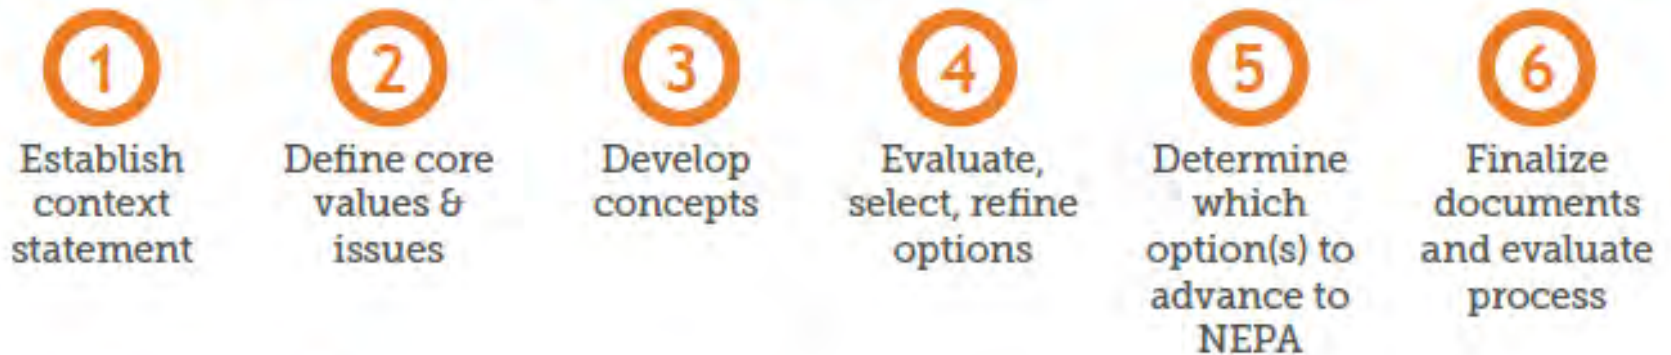 1
Establish
context
statement
2
Define core
values &
issues
3
Develop
concepts
4
Evaluate,
select, refine
options
5
Determine
which
option(s) to
advance to
NEPA
6
Finalize
documents
and evaluate
process